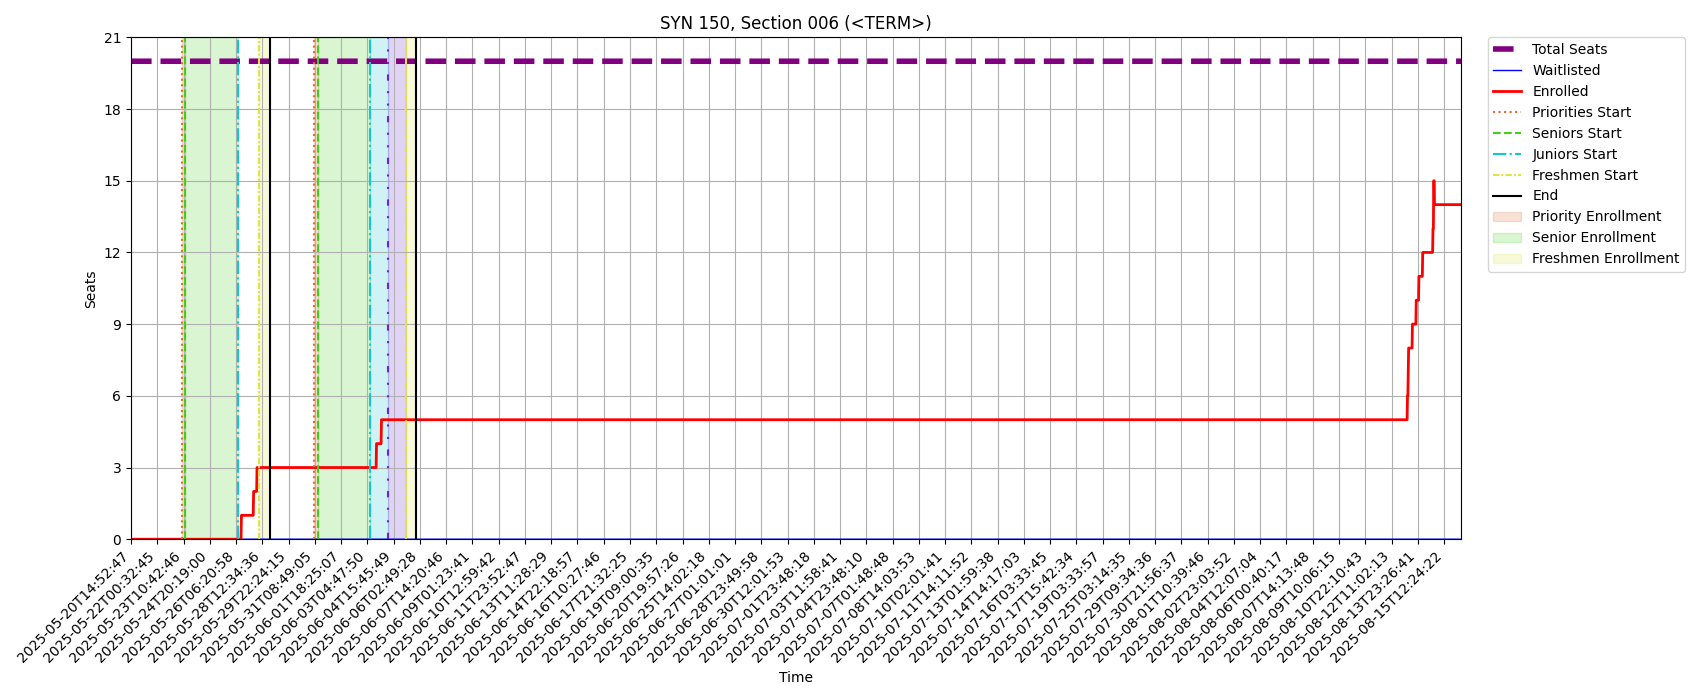 SYN 150, Section 006 (<TERM>)
Seats
21
18
15
12
9
6
3
0
2025-05-20T14:52:47
2025-05-22T00:32:45
2025-05-23T10:42:46
2025-05-24T20:19:00
2025-05-26T06:20:58
2025-05-28T12:34:36
2025-05-29T22:24:15
2025-05-31T08:49:05
2025-06-01T18:25:07
2025-06-03T04:47:50
2025-06-04T15:45:49
2025-06-06T02:49:28
2025-06-07T14:20:46
2025-06-09T01:23:41
2025-06-10T12:59:42
2025-06-11T23:52:47
2025-06-13T11:28:29
2025-06-14T22:18:57
2025-06-16T10:27:46
2025-06-17T21:32:25
2025-06-19T09:00:35
2025-06-20T19:57:26
2025-06-25T14:02:18
2025-06-27T01:01:01
2025-06-28T23:49:58
2025-06-30T12:01:53
2025-07-01T23:48:18
2025-07-03T11:58:41
2025-07-04T23:48:10
2025-07-07T01:48:48
2025-07-08T14:03:53
2025-07-10T02:01:41
2025-07-11T14:11:52
2025-07-13T01:59:38
2025-07-14T14:17:03
2025-07-16T03:33:45
2025-07-17T15:42:34
2025-07-19T03:33:57
2025-07-25T03:14:35
2025-07-29T09:34:36
2025-07-30T21:56:37
2025-08-01T10:39:46
2025-08-02T23:03:52
2025-08-04T12:07:04
2025-08-06T00:40:17
2025-08-07T14:13:48
2025-08-09T10:06:15
2025-08-10T22:10:43
2025-08-12T11:02:13
2025-08-13T23:26:41
2025-08-15T12:24:22
Time
Total Seats
Waitlisted
Enrolled
Priorities Start
Seniors Start
Juniors Start
Freshmen Start
End
Priority Enrollment
Senior Enrollment
Freshmen Enrollment